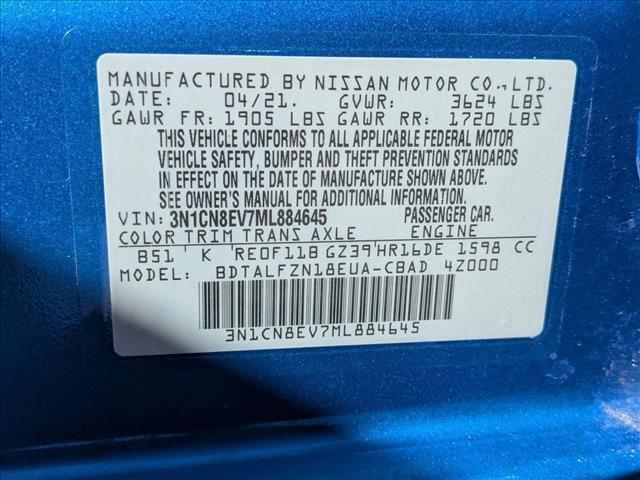 MANUFACTURED BY NISSAN MOTOR CO., LTD.
DATE: 04/21. GVWR: 3624 LBS
GAWR FR: 1905 LBS GAWR RR: 1720 LBS
THIS VEHICLE CONFORMS TO ALL APPLICABLE FEDERAL MOTOR
VEHICLE SAFETY, BUMPER AND THEFT PREVENTION STANDARDS
IN EFFECT ON THE DATE OF MANUFACTURE SHOWN ABOVE.
SEE OWNER'S MANUAL FOR ADDITIONAL INFORMATION.
VIN: 3N1CN8EV7ML884645 PASSENGER CAR.
COLOR TRIM TRANS AXLE ENGINE
B51 K RE0F11B GZ39 HR16DE 1598 CC
BDTALFZN18EUA-CBAD 4Z000
3N1CN8EV7ML884645